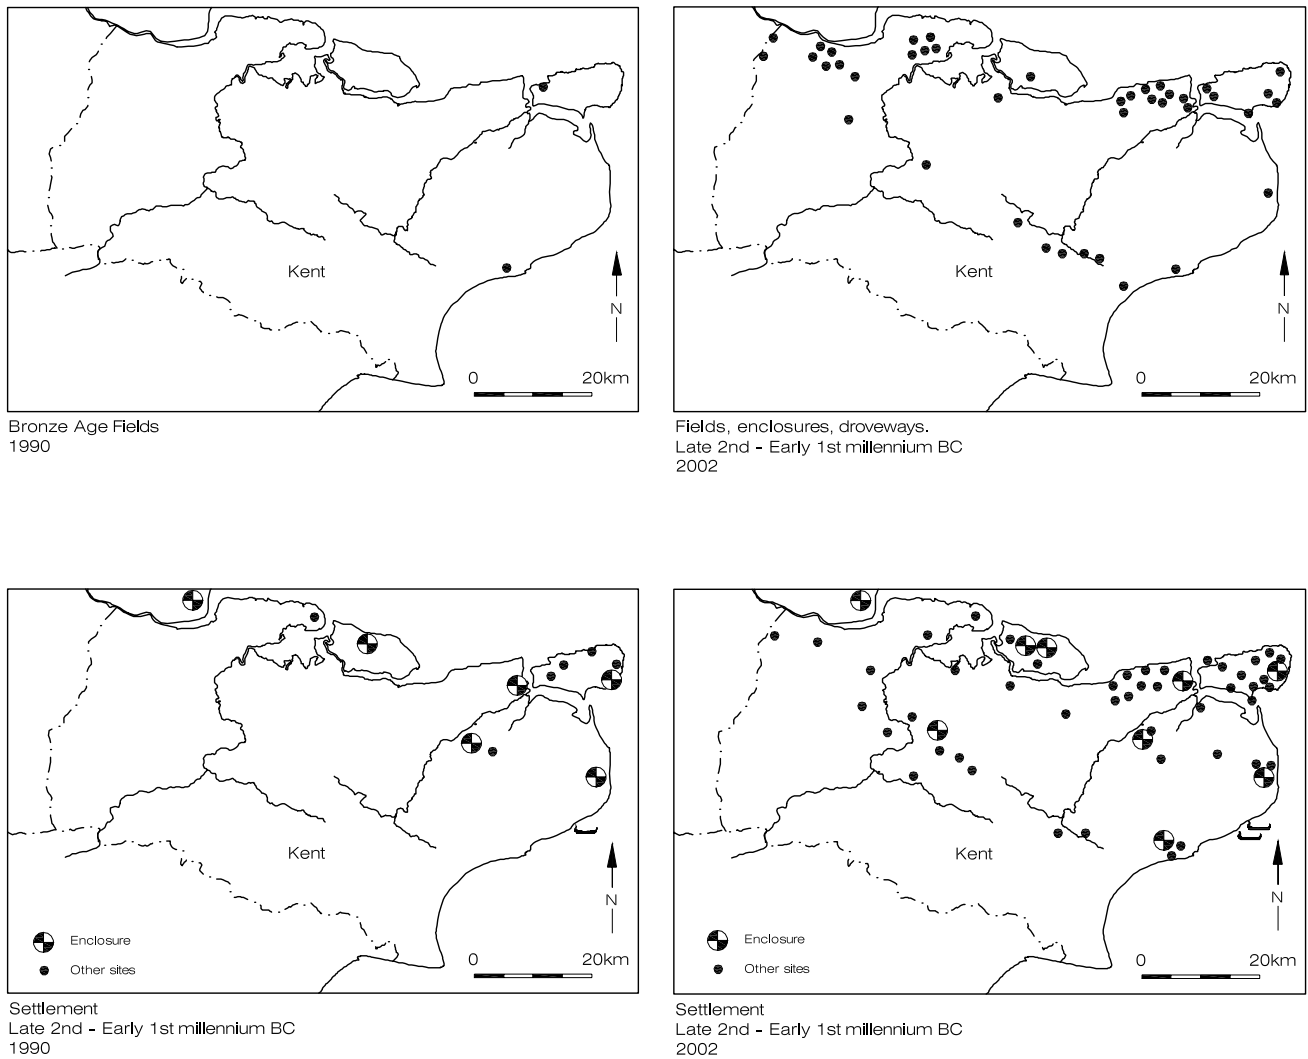 Kent
N
0 20km
Bronze Age Fields
1990
Kent
N
0 20km
Fields, enclosures, droveways.
Late 2nd - Early 1st millennium BC
2002
Kent
N
Enclosure
Other sites
0 20km
Settlement
Late 2nd - Early 1st millennium BC
1990
Kent
N
Enclosure
Other sites
0 20km
Settlement
Late 2nd - Early 1st millennium BC
2002